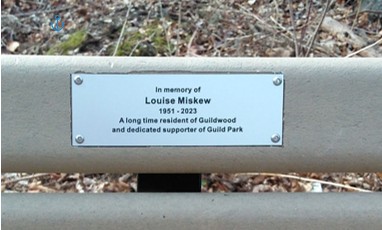 In memory of
Louise Miskew
1951 - 2023
A long time resident of Guildwood
and dedicated supporter of Guild Park